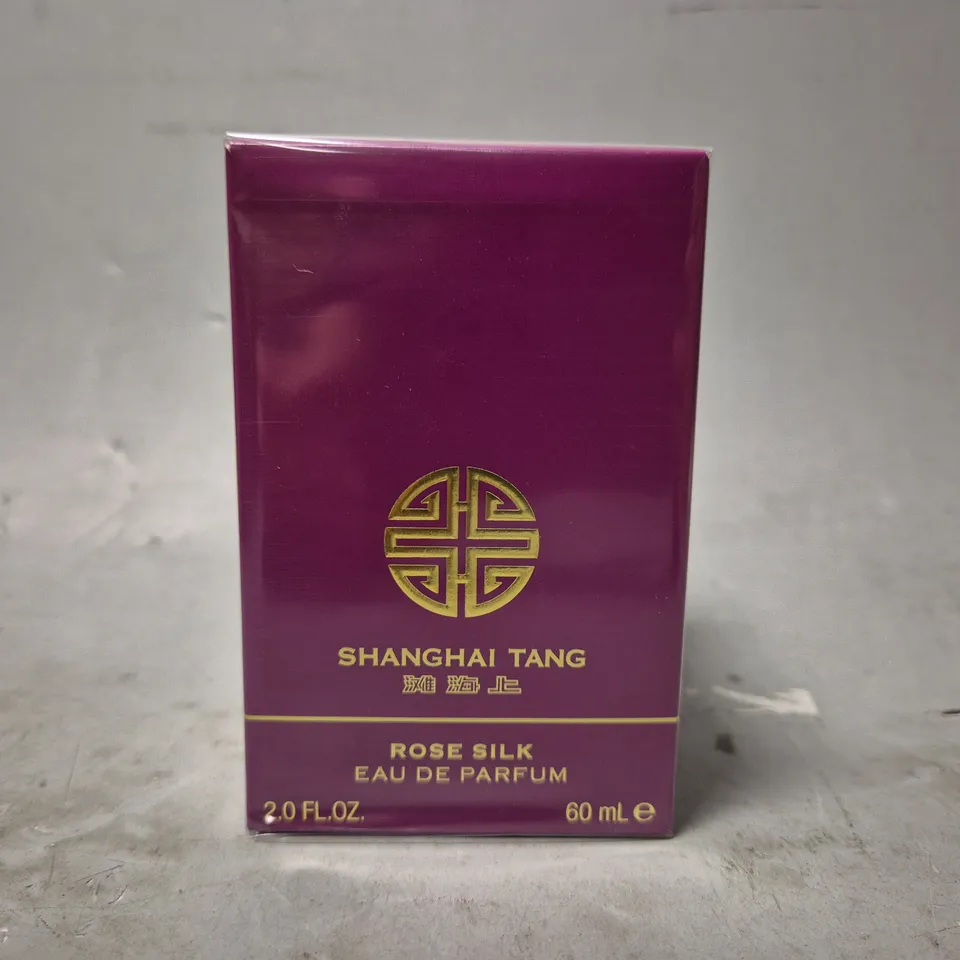 SHANGHAI TANG
灘海上
ROSE SILK
EAU DE PARFUM
2.0 FL.OZ. 60 mL ℮